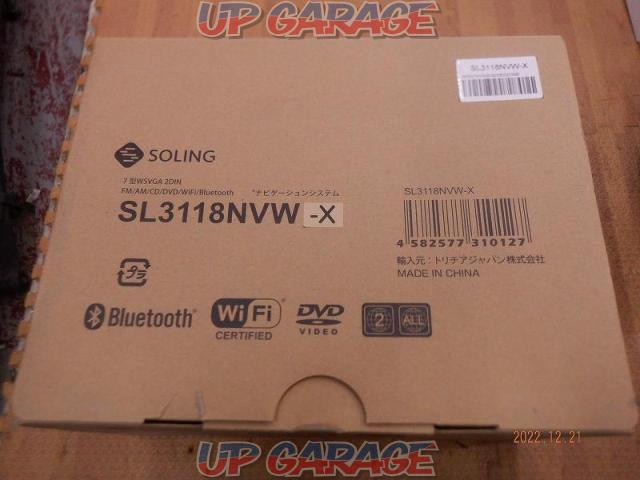 UP GARAGE
SL3118NVW-X
SOLING
7型WSVGA 2DIN
FM/AM/CD/DVD/WiFi/Bluetooth "ナビゲーションシステム
SL3118NVW -X
SL3118NVW-X
4 582577 310127
輸入元：トリチアジャパン株式会社
MADE IN CHINA
プラ
Bluetooth®
WiFi
CERTIFIED
DVD
VIDEO
2
ALL
2022.12.21
UP GARAGE